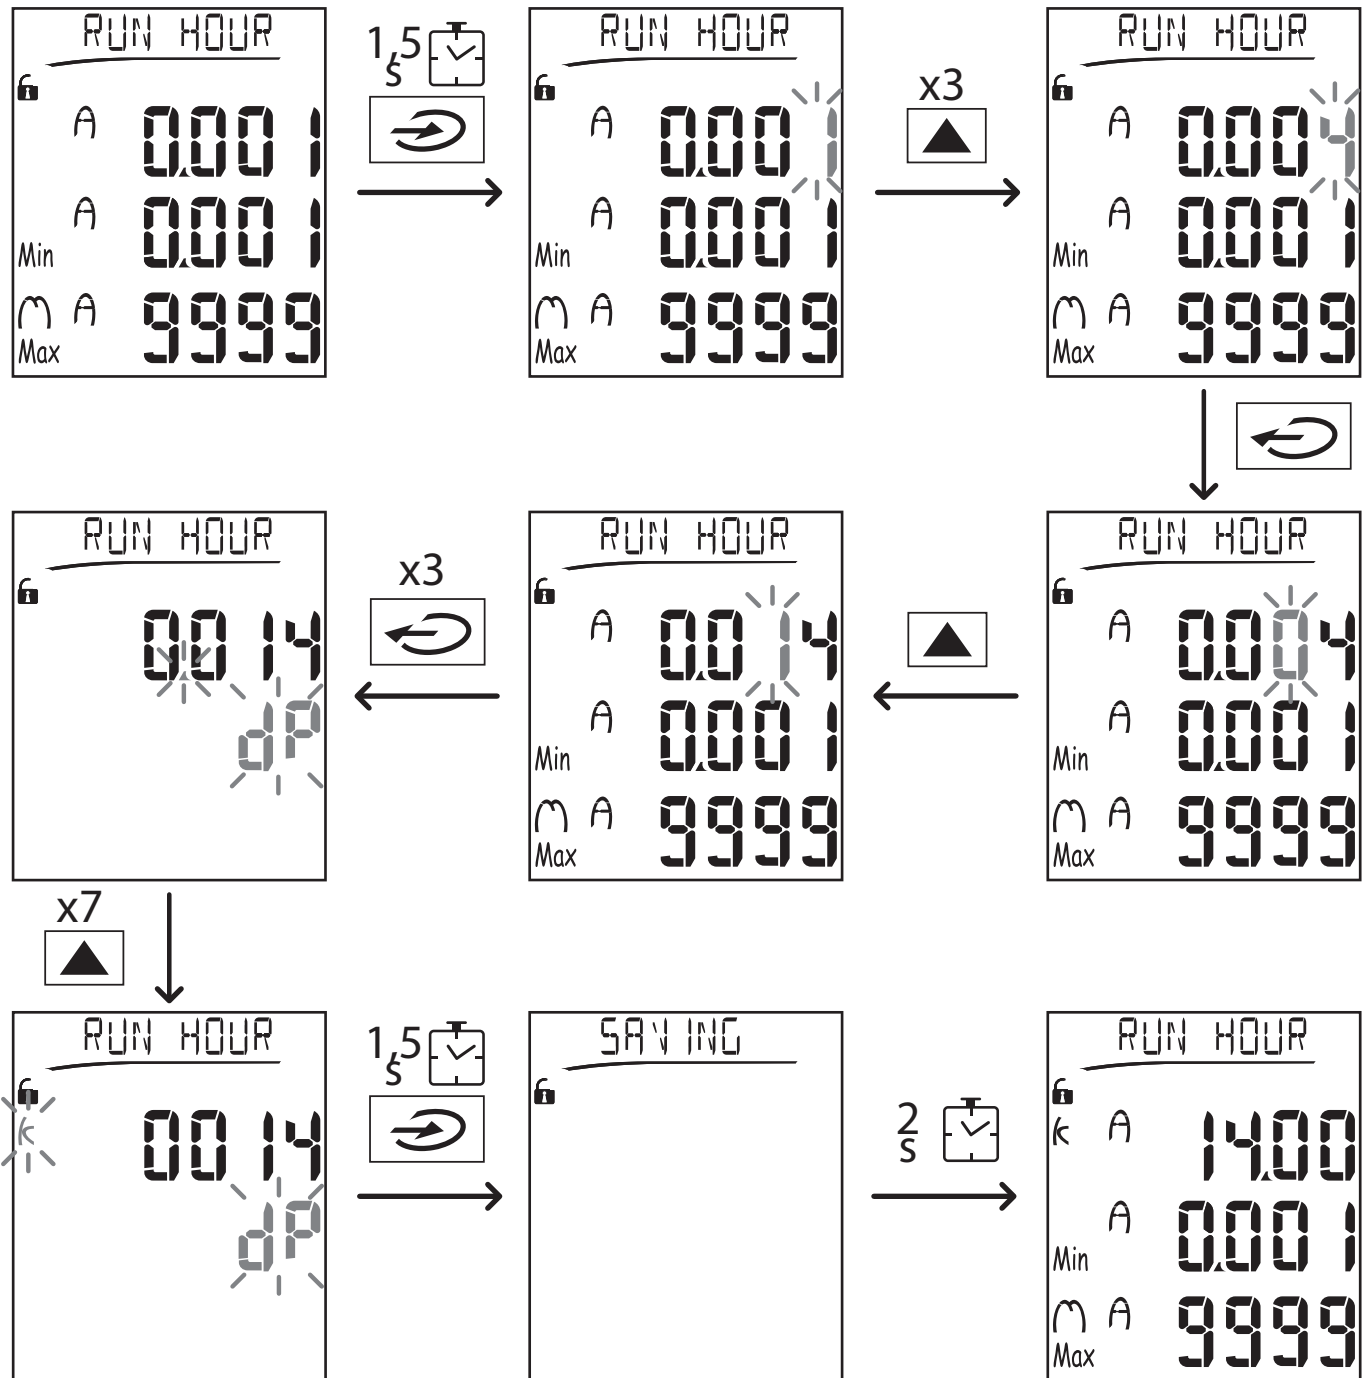 RUN HOUR
A 0.001
A 0.001
Min
M A 9999
Max
1,5
s
RUN HOUR
A 0.001
A 0.001
Min
M A 9999
Max
x3
RUN HOUR
A 0.004
A 0.001
Min
M A 9999
Max
RUN HOUR
A 0.004
A 0.001
Min
M A 9999
Max
RUN HOUR
A 0.014
A 0.001
Min
M A 9999
Max
x3
RUN HOUR
0.014
dP
x7
RUN HOUR
k 0014
dP
1,5
s
SAVING
2
s
RUN HOUR
k A 14.00
A 0.001
Min
M A 9999
Max